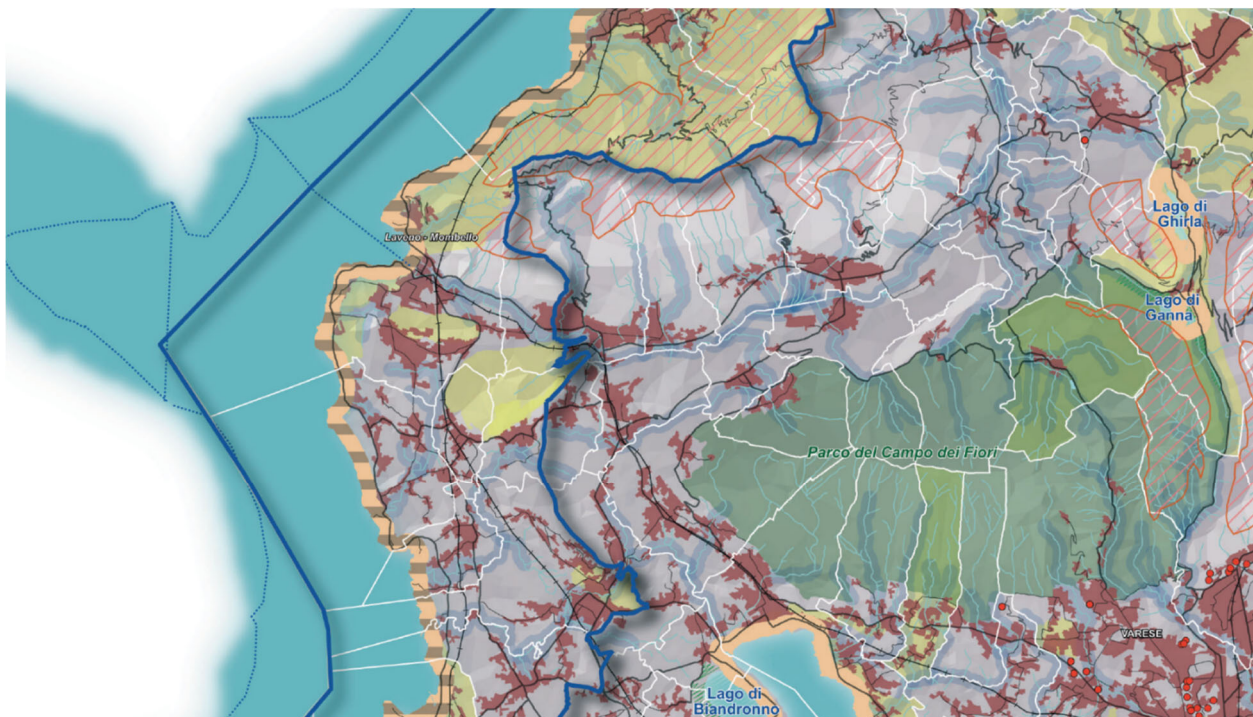 Lago di
Ghirla
Laveno - Mombello
Lago di
Ganna
Parco del Campo dei Fiori
VARESE
Lago di
Biandronno